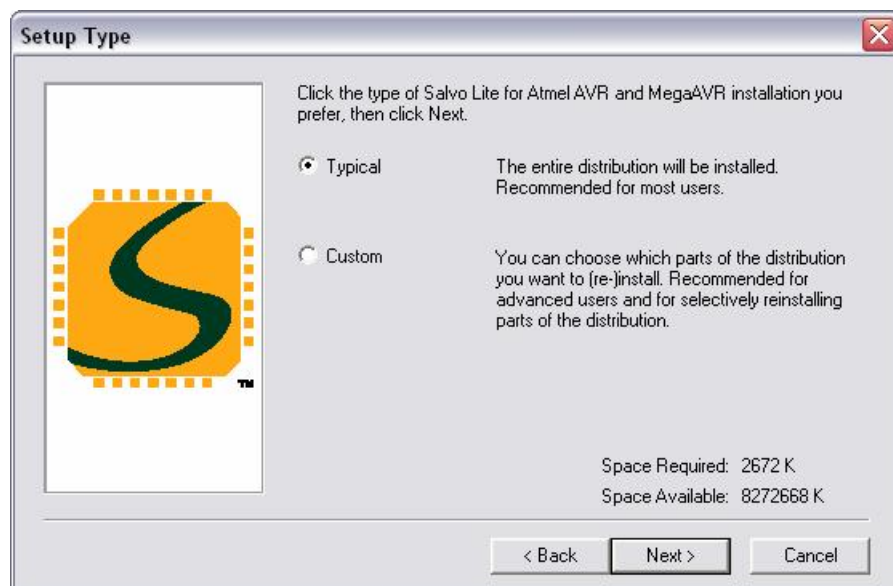 Setup Type
Click the type of Salvo Lite for Atmel AVR and MegaAVR installation you
prefer, then click Next.
Typical
The entire distribution will be installed.
Recommended for most users.
Custom
You can choose which parts of the distribution
you want to (re-)install. Recommended for
advanced users and for selectively reinstalling
parts of the distribution.
S
TM
Space Required: 2672 K
Space Available: 8272668 K
< Back
Next >
Cancel